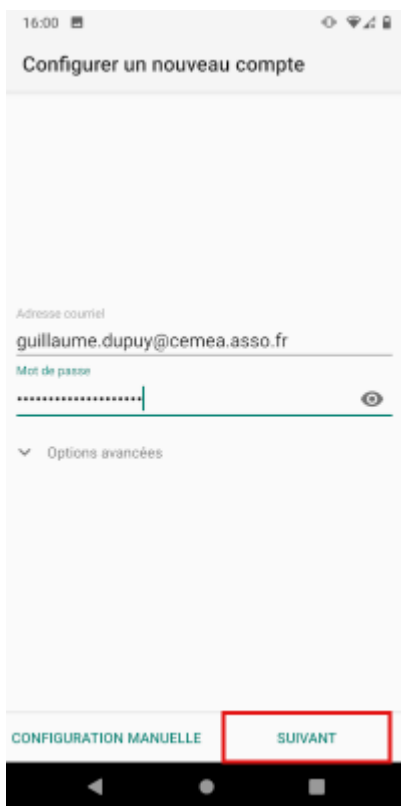 16:00
Configurer un nouveau compte
Adresse courriel
guillaume.dupuy@cemea.asso.fr
Mot de passe
••••••••••••••••••••
Options avancées
CONFIGURATION MANUELLE SUIVANT